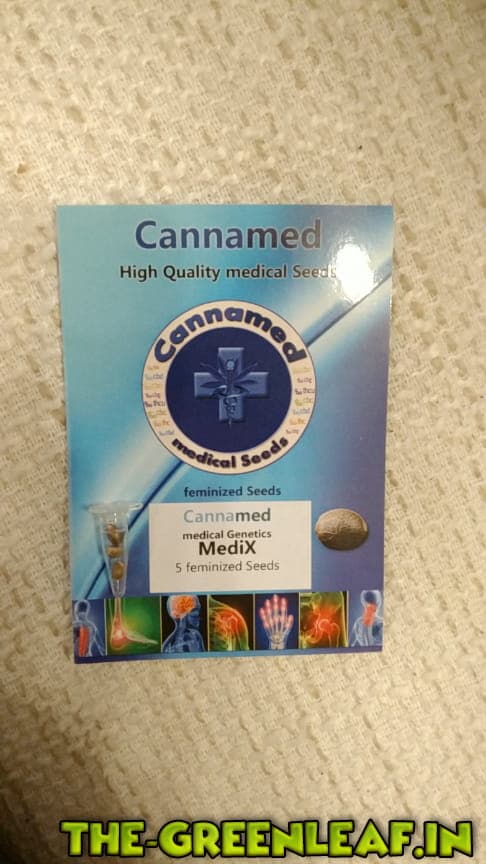 Cannamed
High Quality medical Seeds
Cannamed
medical Seeds
feminized Seeds
Cannamed
medical Genetics
MediX
5 feminized Seeds
THE-GREENLEAF.IN